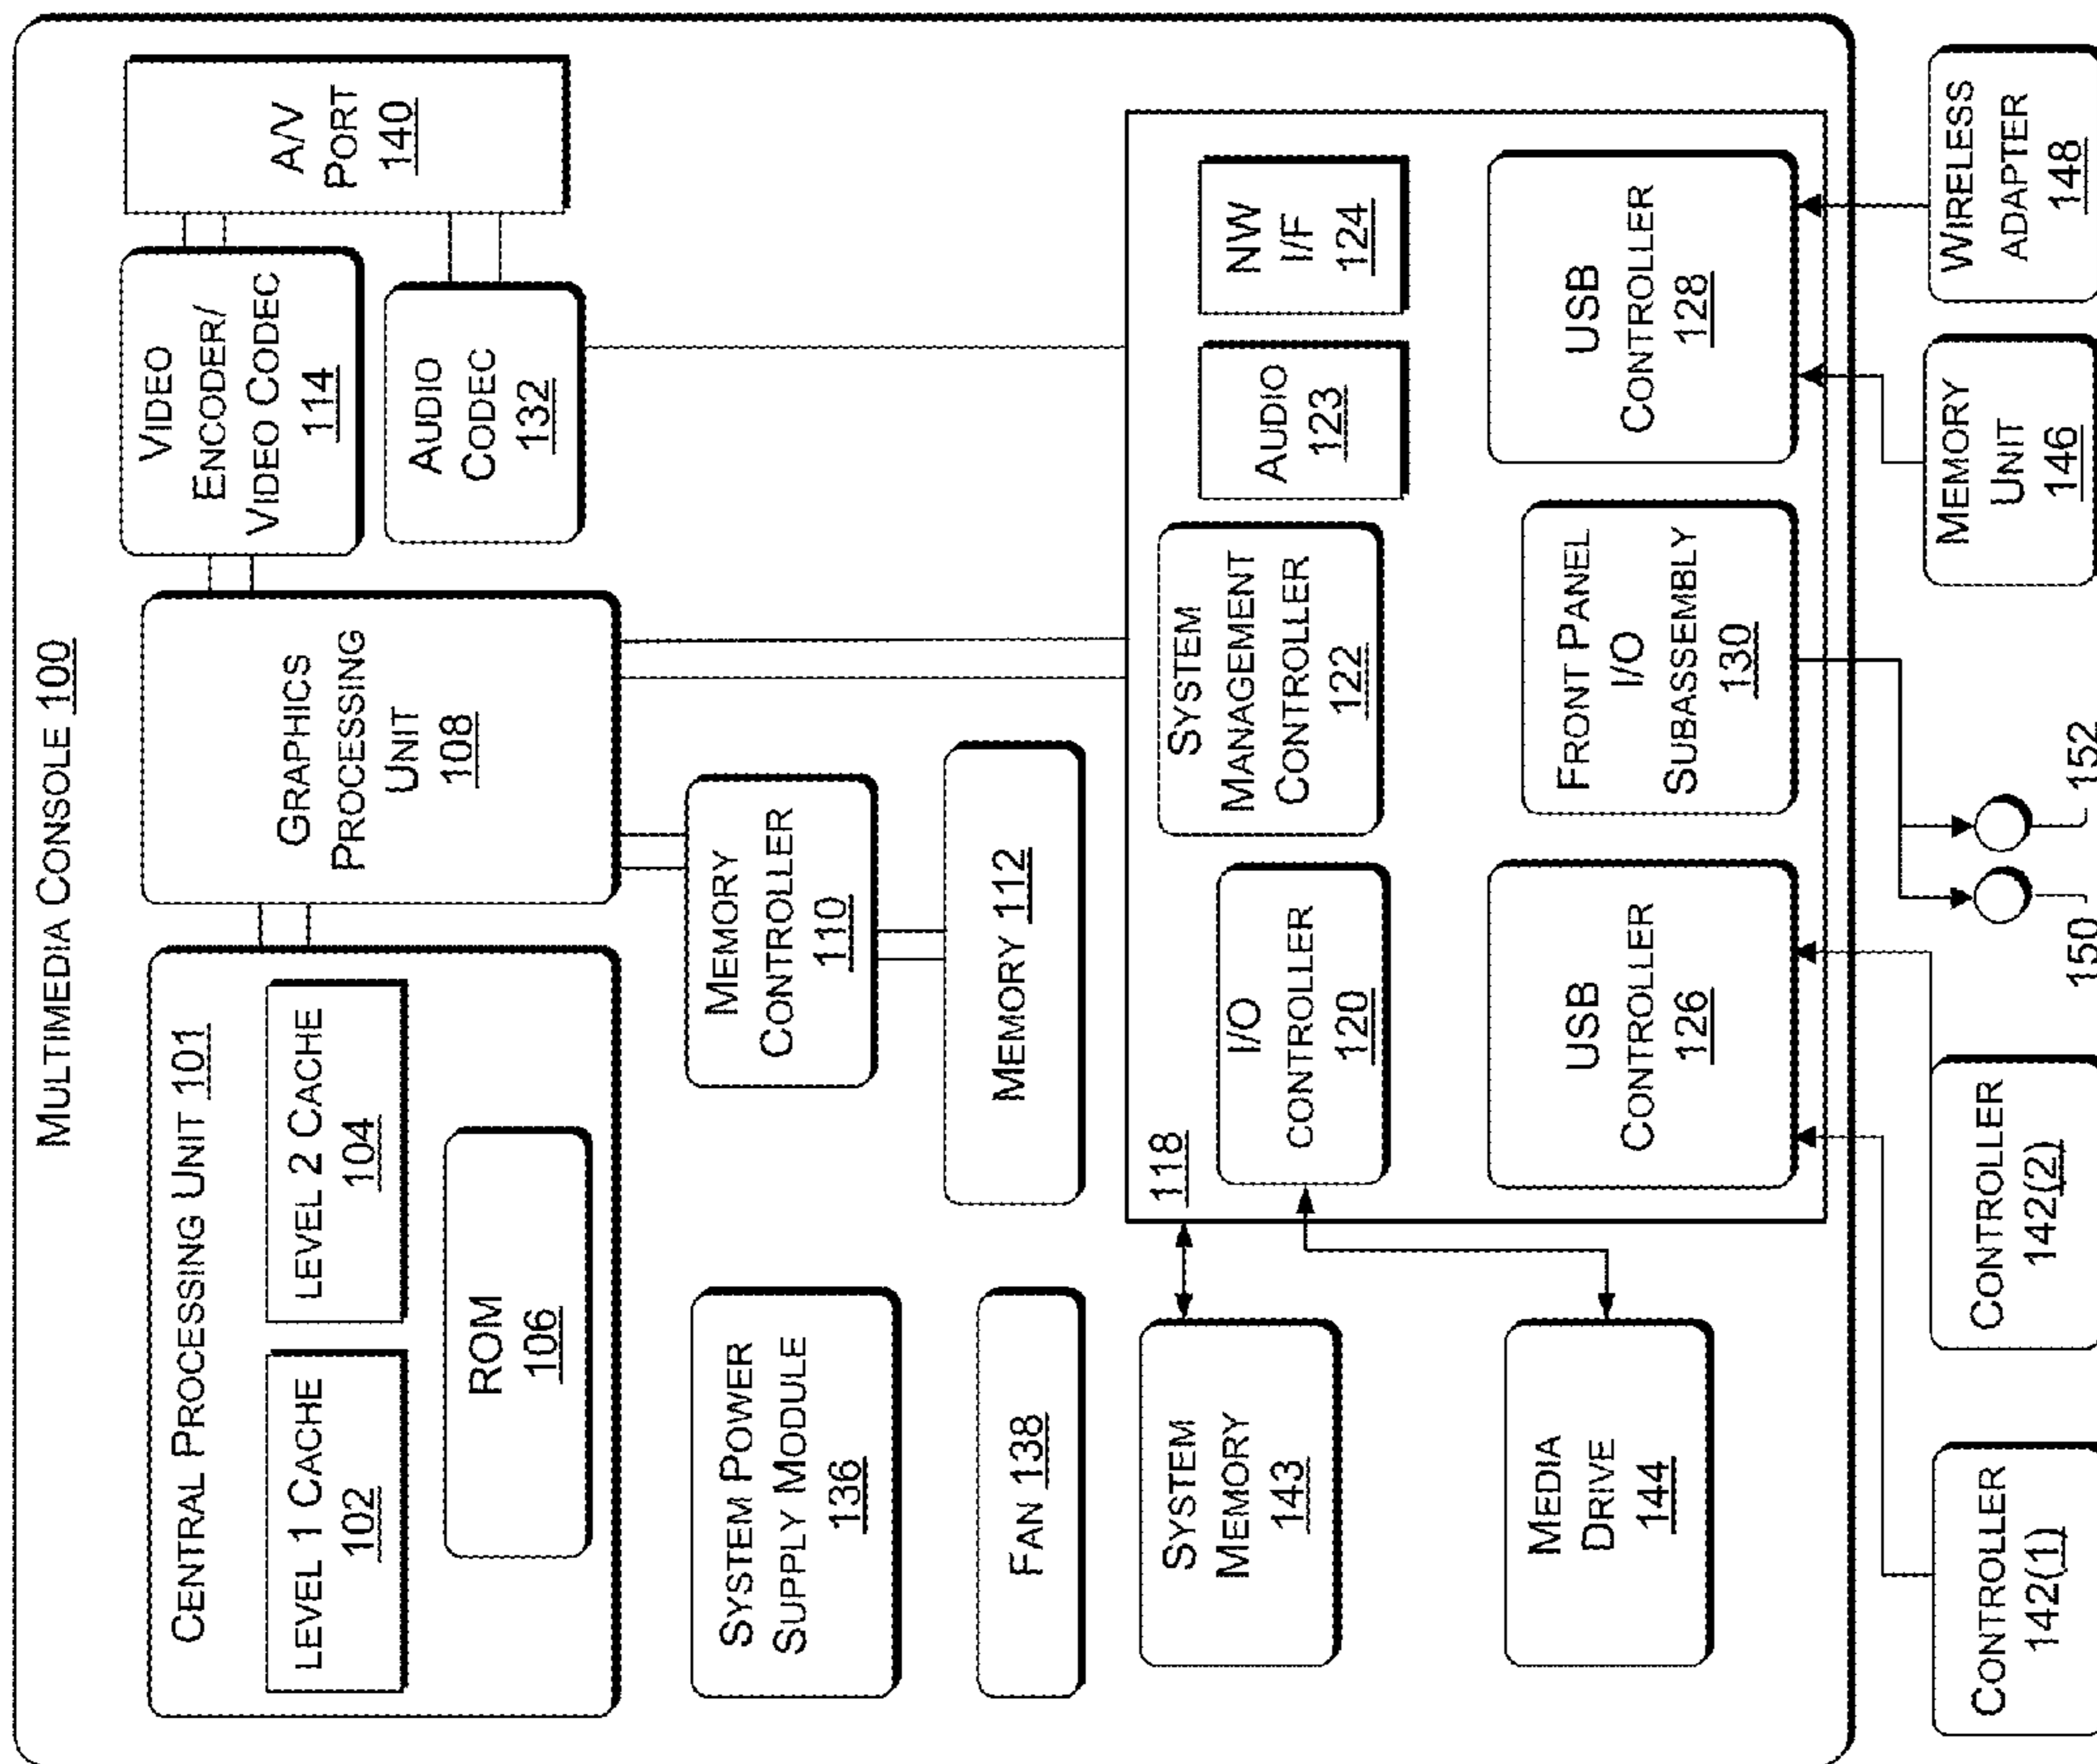 MULTIMEDIA CONSOLE 100
CENTRAL PROCESSING UNIT 101
LEVEL 1 CACHE
102
LEVEL 2 CACHE
104
ROM
106
GRAPHICS
PROCESSING
UNIT
108
VIDEO
ENCODER/
VIDEO CODEC
114
AUDIO
CODEC
132
A/V
PORT
140
MEMORY
CONTROLLER
110
MEMORY 112
SYSTEM POWER
SUPPLY MODULE
136
FAN 138
118
I/O
CONTROLLER
120
SYSTEM
MANAGEMENT
CONTROLLER
122
AUDIO
123
NW
I/F
124
USB
CONTROLLER
126
FRONT PANEL
I/O
SUBASSEMBLY
130
USB
CONTROLLER
128
SYSTEM
MEMORY
143
MEDIA
DRIVE
144
CONTROLLER
142(1)
CONTROLLER
142(2)
150
152
MEMORY
UNIT
146
WIRELESS
ADAPTER
148